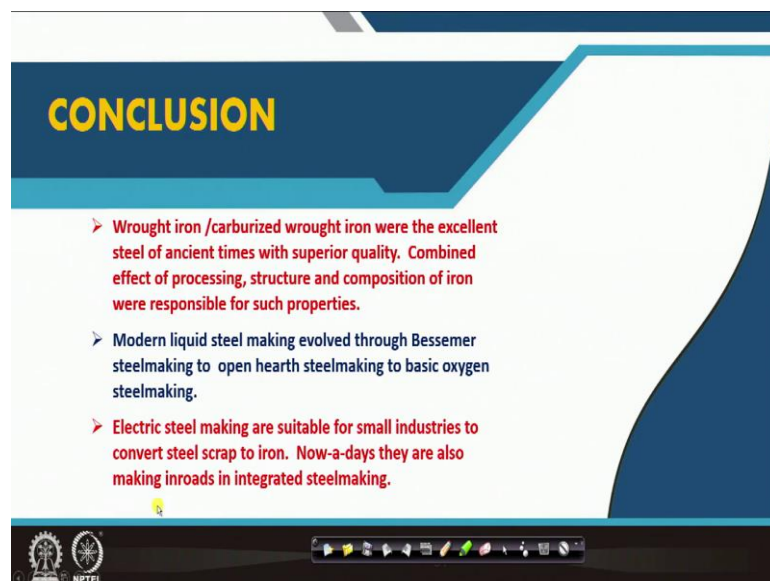 CONCLUSION
➢ Wrought iron /carburized wrought iron were the excellent
steel of ancient times with superior quality. Combined
effect of processing, structure and composition of iron
were responsible for such properties.
➢ Modern liquid steel making evolved through Bessemer
steelmaking to open hearth steelmaking to basic oxygen
steelmaking.
➢ Electric steel making are suitable for small industries to
convert steel scrap to iron. Now-a-days they are also
making inroads in integrated steelmaking.
NPTEL